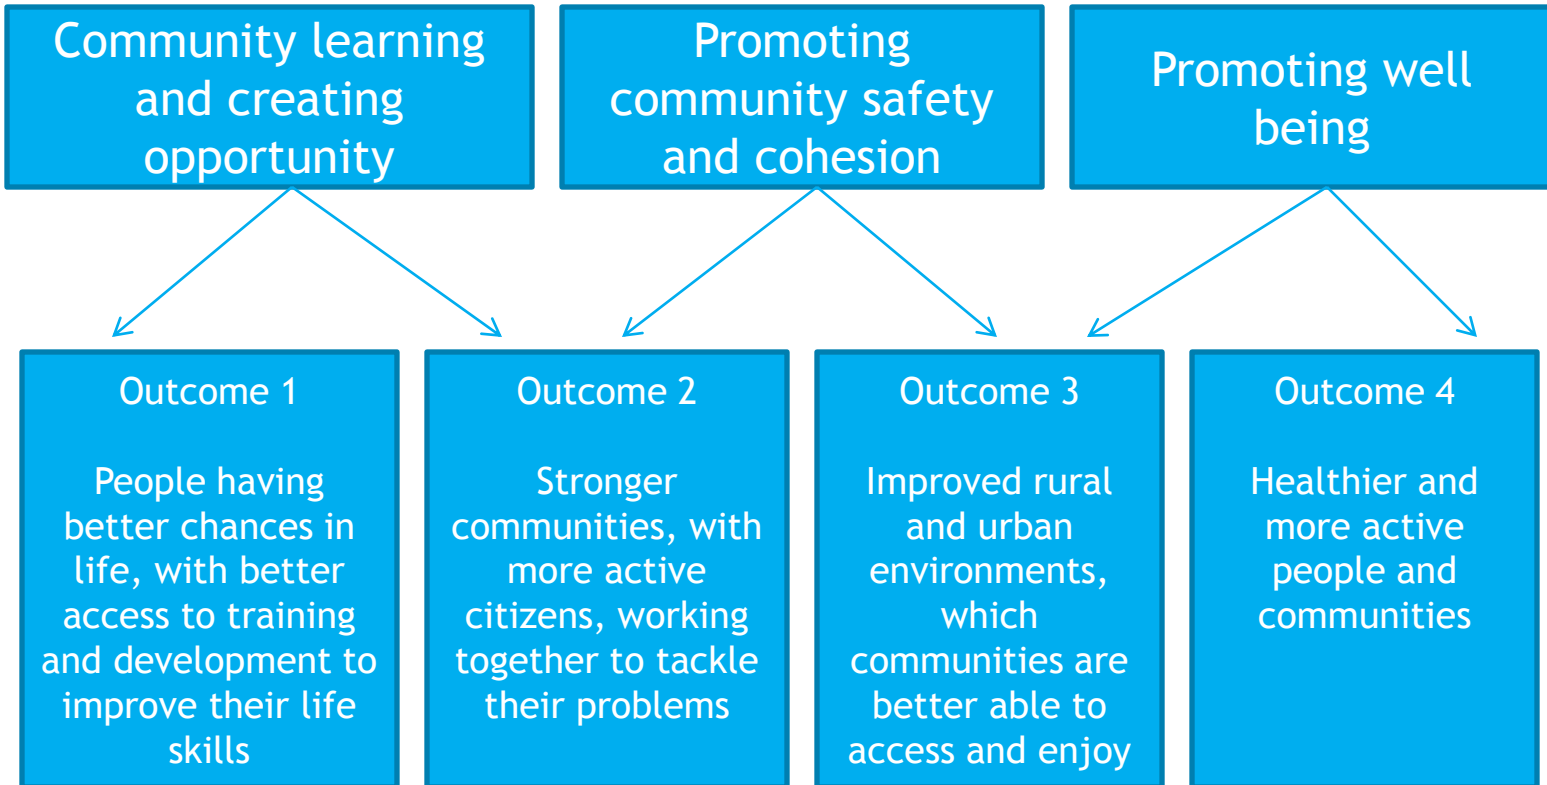 Community learning
and creating
opportunity
Promoting
community safety
and cohesion
Promoting well
being
Outcome 1
People having
better chances in
life, with better
access to training
and development to
improve their life
skills
Outcome 2
Stronger
communities, with
more active
citizens, working
together to tackle
their problems
Outcome 3
Improved rural
and urban
environments,
which
communities are
better able to
access and enjoy
Outcome 4
Healthier and
more active
people and
communities